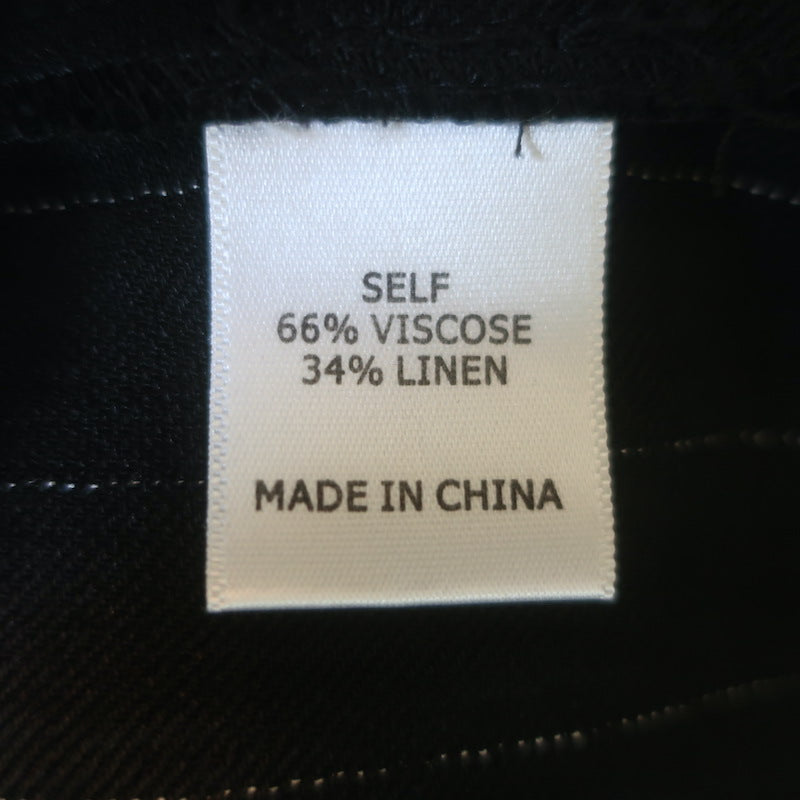 SELF
66% VISCOSE
34% LINEN
MADE IN CHINA